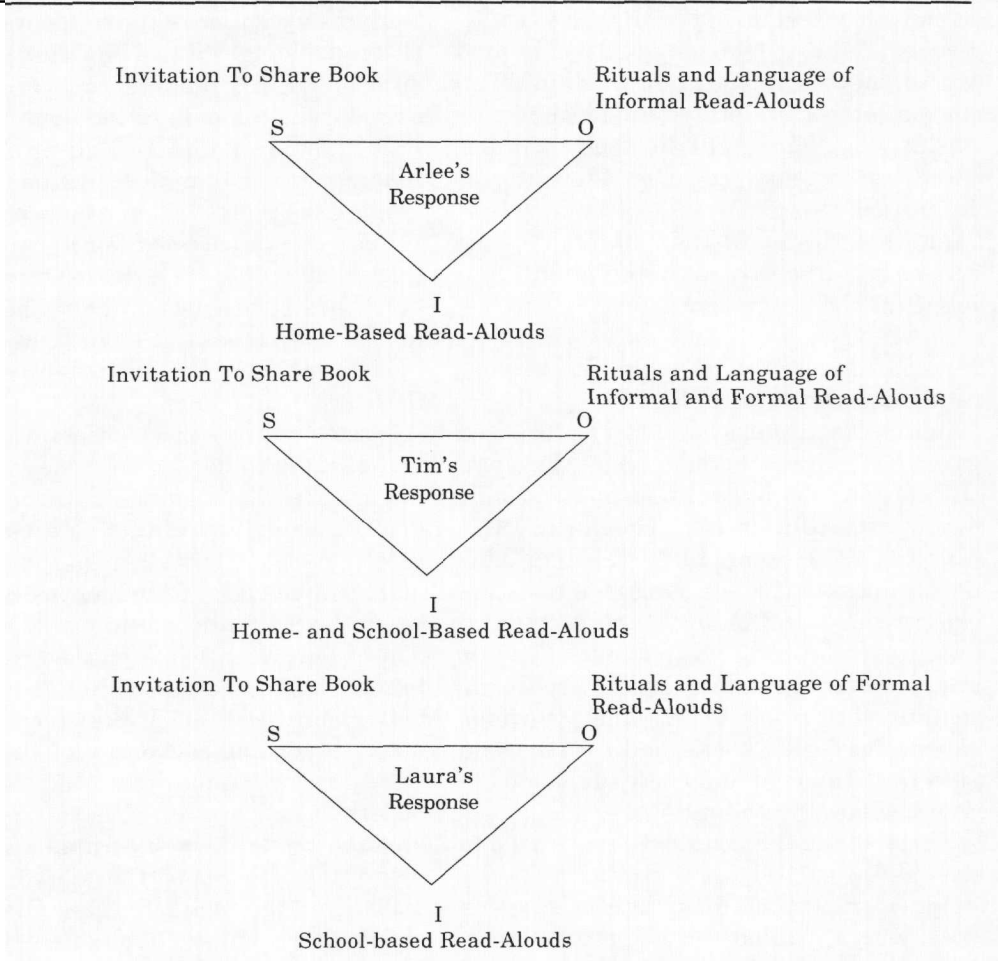 Invitation To Share Book
Rituals and Language of
Informal Read-Alouds
S
O
Arlee's
Response
I
Home-Based Read-Alouds
Invitation To Share Book
Rituals and Language of
Informal and Formal Read-Alouds
S
O
Tim's
Response
I
Home- and School-Based Read-Alouds
Invitation To Share Book
Rituals and Language of Formal
Read-Alouds
S
O
Laura's
Response
I
School-based Read-Alouds